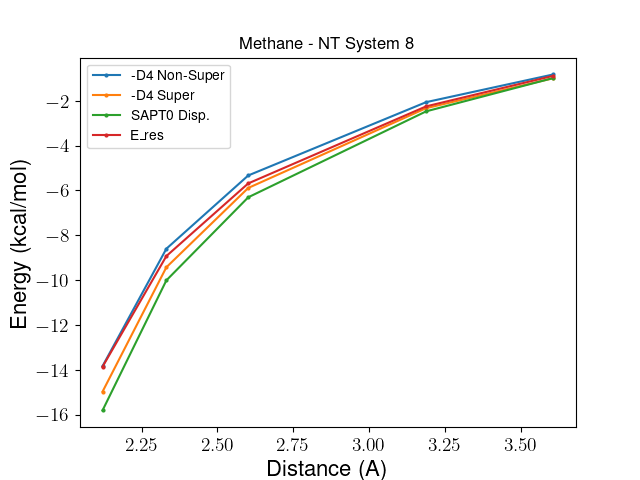 Methane - NT System 8
-D4 Non-Super
-D4 Super
SAPT0 Disp.
E_res
Energy (kcal/mol)
−2
−4
−6
−8
−10
−12
−14
−16
2.25 2.50 2.75 3.00 3.25 3.50
Distance (A)